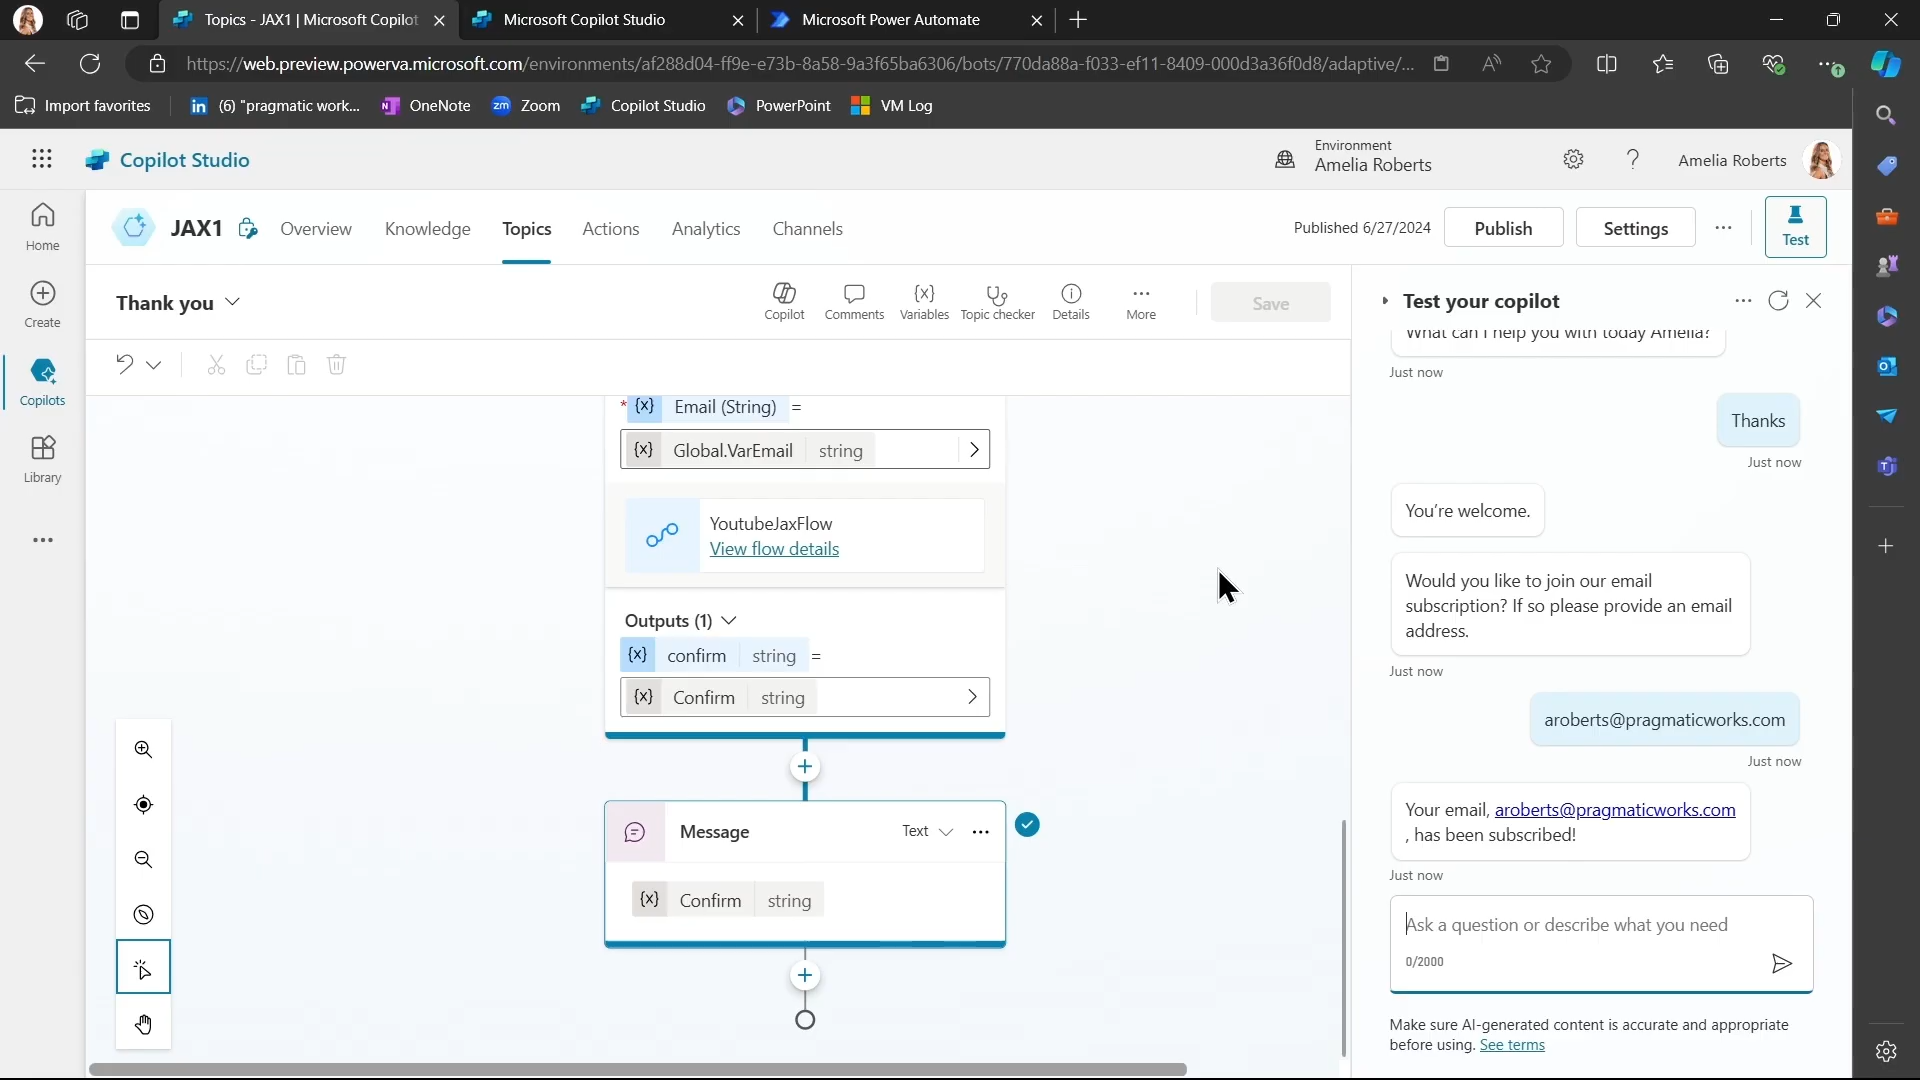 Topics - JAX1 | Microsoft Copilot
Microsoft Copilot Studio
Microsoft Power Automate
https://web.preview.powerva.microsoft.com/environments/af288d04-ff9e-e73b-8a58-9a3f65ba6306/bots/770da88a-f033-ef11-8409-000d3a36f0d8/adaptive/...
Import favorites
in
(6) "pragmatic work...
N
OneNote
zm
Zoom
Copilot Studio
PowerPoint
VM Log
Copilot Studio
Environment
Amelia Roberts
?
Amelia Roberts
JAX1
Overview
Knowledge
Topics
Actions
Analytics
Channels
Published 6/27/2024
Publish
Settings
...
Test
Home
Create
Copilots
Library
...
Thank you
Copilot
Comments
{x}
Variables
Topic checker
Details
...
More
Save
* {x} Email (String) =
{x} Global.VarEmail string
YoutubeJaxFlow
View flow details
Outputs (1)
{x} confirm string =
{x} Confirm string
Message
Text
...
{x} Confirm string
Test your copilot
...
What can I help you with today Amelia?
Just now
Thanks
Just now
You're welcome.
Would you like to join our email
subscription? If so please provide an email
address.
Just now
aroberts@pragmaticworks.com
Just now
Your email, aroberts@pragmaticworks.com
, has been subscribed!
Just now
Ask a question or describe what you need
0/2000
Make sure AI-generated content is accurate and appropriate
before using. See terms